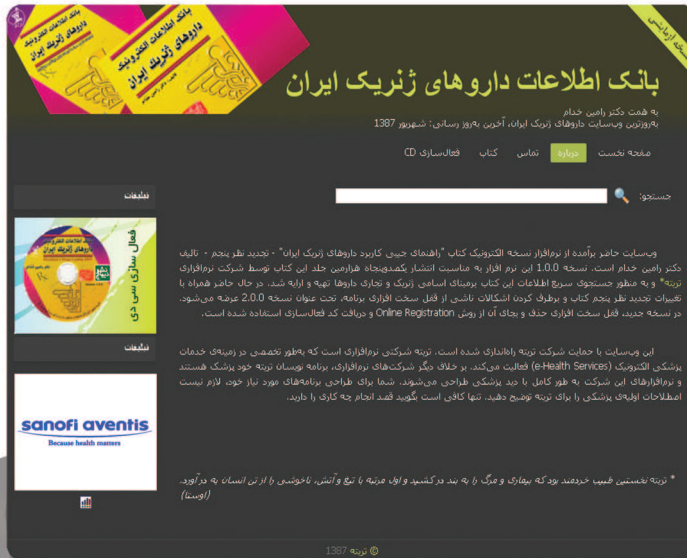 نسخه آزمایشی
بانک اطلاعات الکترونیک
داروهای ژنریک ایران
بانک اطلاعات داروهای ژنریک ایران
به همت دکتر رامین خدام
به‌روزترین وب‌سایت داروهای ژنریک ایران، آخرین به‌روز رسانی: شهریور 1387
صفحه نخست درباره تماس کتاب فعال‌سازی CD
جستجو:
تبلیغات
فعال سازی سی دی
تبلیغات
sanofi aventis
Because health matters
وب‌سایت حاضر برآمده از نرم‌افزار نسخه الکترونیک کتاب "راهنمای جیبی کاربرد داروهای ژنریک ایران" - تجدید نظر پنجم - تالیف
دکتر رامین خدام است. نسخه 1.0.0 این نرم افزار به مناسبت انتشار یکصدوپنجاه هزارمین جلد این کتاب توسط شرکت نرم‌افزاری
تریته* و به منظور جستجوی سریع اطلاعات این کتاب برمبنای اسامی ژنریک و تجاری داروها تهیه و ارایه شد. در حال حاضر همراه با
تغییرات تجدید نظر پنجم کتاب و برطرف کردن اشکالات ناشی از قفل سخت افزاری برنامه، تحت عنوان نسخه 2.0.0 عرضه می‌شود.
در نسخه جدید، قفل سخت افزاری حذف و بجای آن از روش Online Registration و دریافت کد فعال‌سازی استفاده شده است.
این وب‌سایت با حمایت شرکت تریته راه‌اندازی شده است. تریته شرکتی نرم‌افزاری است که به‌طور تخصصی در زمینه‌ی خدمات
پزشکی الکترونیک (e-Health Services) فعالیت می‌کند. بر خلاف دیگر شرکت‌های نرم‌افزاری، برنامه نویسان تریته خود پزشک هستند
و نرم‌افزارهای این شرکت به طور کامل با دید پزشکی طراحی می‌شوند. شما برای طراحی برنامه‌های مورد نیاز خود، لازم نیست
اصطلاحات اولیه‌ی پزشکی را برای تریته توضیح دهید. تنها کافی است بگویید قصد انجام چه کاری را دارید.
* تریته نخستین طبیب خردمند بود که بیماری و مرگ را به بند در کشید و اول مرتبه با تیغ و آتش، ناخوشی را از تن انسان به در آورد.
(اوستا)
© تریته 1387